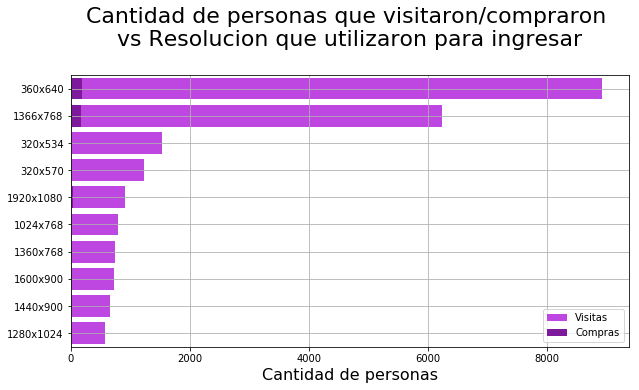 Cantidad de personas que visitaron/compraron
vs Resolucion que utilizaron para ingresar
360x640
1366x768
320x534
320x570
1920x1080
1024x768
1360x768
1600x900
1440x900
1280x1024
Visitas
Compras
0 2000 4000 6000 8000
Cantidad de personas